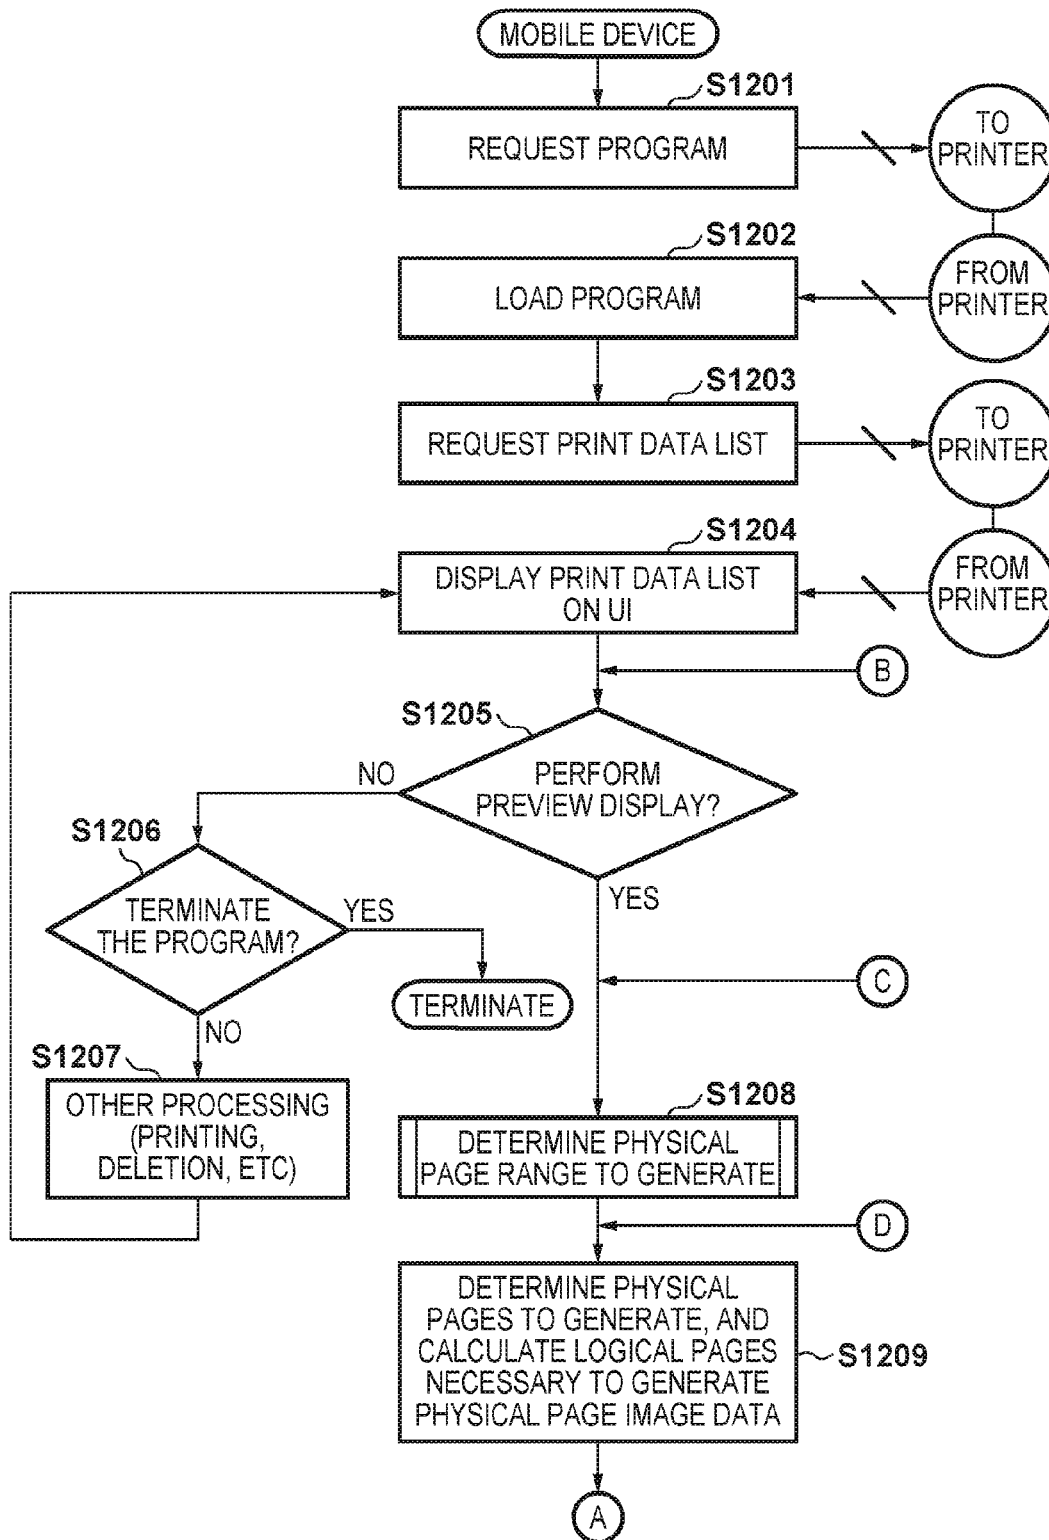 MOBILE DEVICE
S1201
REQUEST PROGRAM
TO
PRINTER
S1202
LOAD PROGRAM
FROM
PRINTER
S1203
REQUEST PRINT DATA LIST
TO
PRINTER
S1204
DISPLAY PRINT DATA LIST
ON UI
FROM
PRINTER
B
S1205
PERFORM
PREVIEW DISPLAY?
NO
YES
S1206
TERMINATE
THE PROGRAM?
YES
NO
TERMINATE
C
S1207
OTHER PROCESSING
(PRINTING,
DELETION, ETC)
S1208
DETERMINE PHYSICAL
PAGE RANGE TO GENERATE
D
DETERMINE PHYSICAL
PAGES TO GENERATE, AND
CALCULATE LOGICAL PAGES
NECESSARY TO GENERATE
PHYSICAL PAGE IMAGE DATA
S1209
A